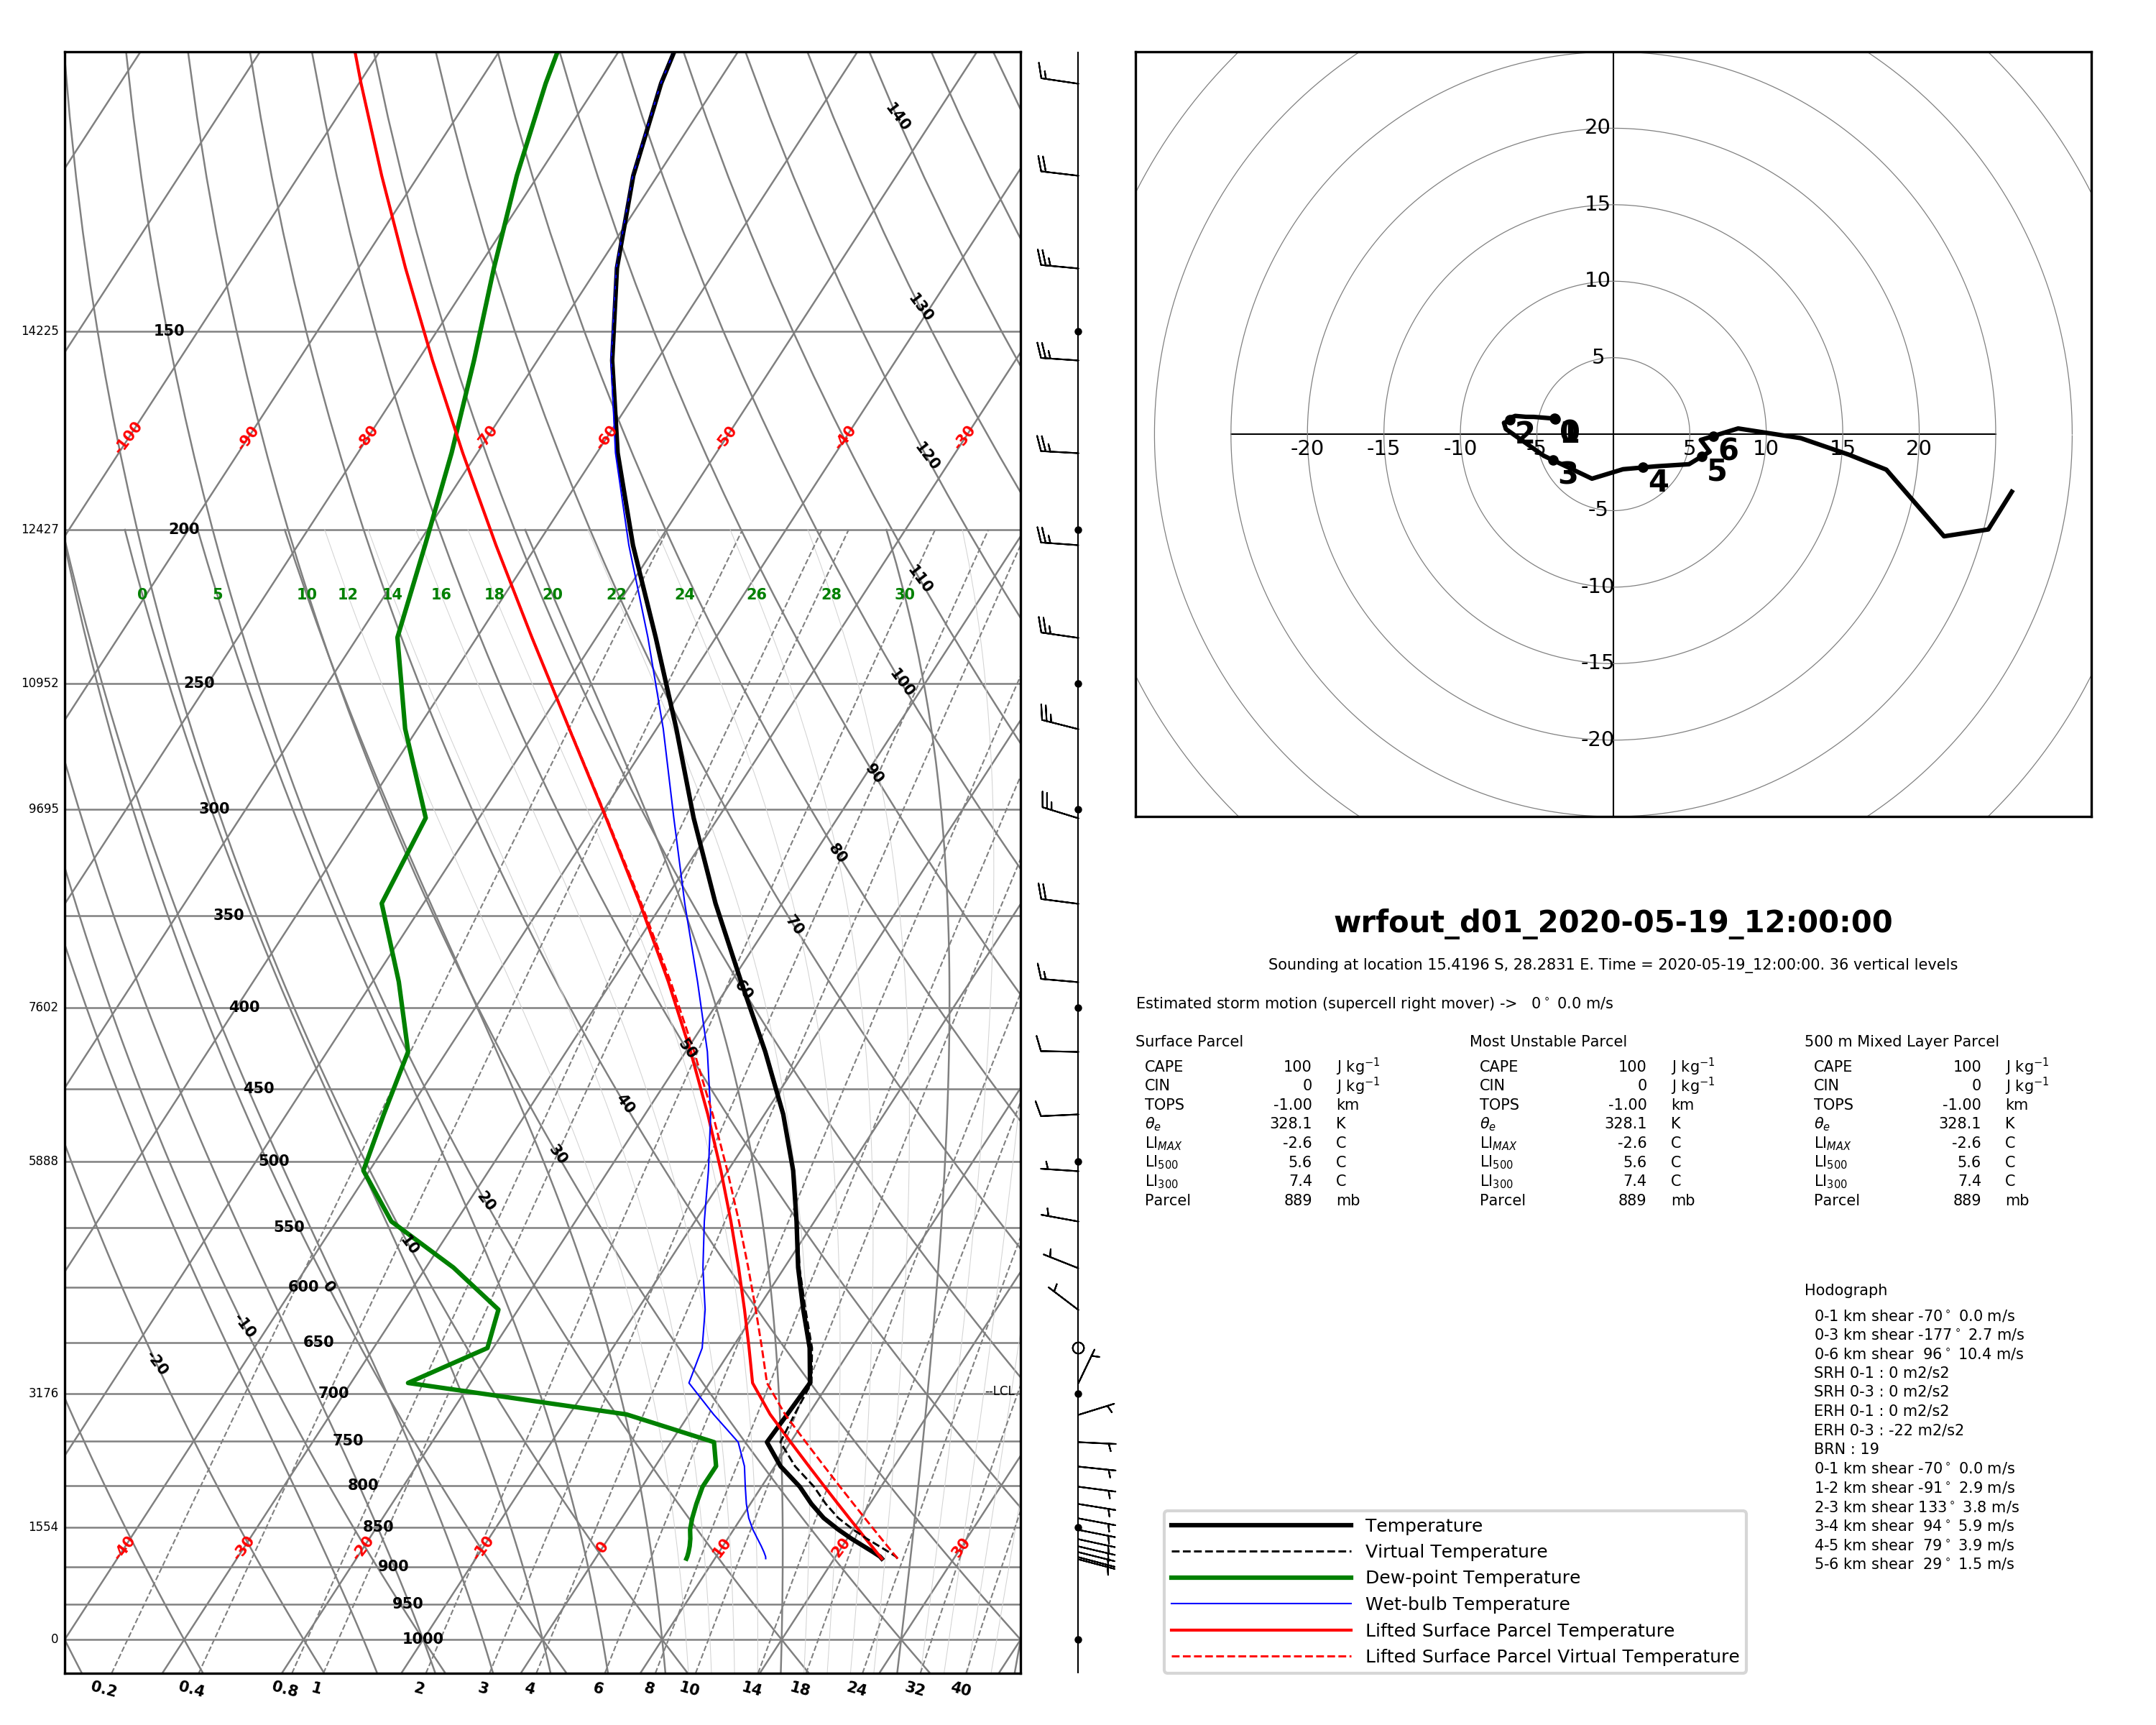 140
130
14225 150
-100 -90 -80 -70 -60 -50 -40 -30
120
12427 200
110
0 5 10 12 14 16 18 20 22 24 26 28 30
10952 250
100
90
9695 300
80
350
70
60
7602 400
50
450
40
5888 500
30
20
550
10
600 0
-10
650
-20
3176 700
--LCL
750
800
1554 850
-40 -30 -20 -10 0 10 20 30
900
950
0 1000
0.2 0.4 0.8 1 2 3 4 6 8 10 14 18 24 32 40
20
15
10
5
-20 -15 -10 -5 5 10 15 20
-5
-10
-15
-20
0 1 2 3 4 5 6
wrfout_d01_2020-05-19_12:00:00
Sounding at location 15.4196 S, 28.2831 E. Time = 2020-05-19_12:00:00. 36 vertical levels
Estimated storm motion (supercell right mover) -> 0° 0.0 m/s
Surface Parcel
CAPE 100 J kg⁻¹
CIN 0 J kg⁻¹
TOPS -1.00 km
θe 328.1 K
LIMAX -2.6 C
LI500 5.6 C
LI300 7.4 C
Parcel 889 mb
Most Unstable Parcel
CAPE 100 J kg⁻¹
CIN 0 J kg⁻¹
TOPS -1.00 km
θe 328.1 K
LIMAX -2.6 C
LI500 5.6 C
LI300 7.4 C
Parcel 889 mb
500 m Mixed Layer Parcel
CAPE 100 J kg⁻¹
CIN 0 J kg⁻¹
TOPS -1.00 km
θe 328.1 K
LIMAX -2.6 C
LI500 5.6 C
LI300 7.4 C
Parcel 889 mb
Hodograph
0-1 km shear -70° 0.0 m/s
0-3 km shear -177° 2.7 m/s
0-6 km shear 96° 10.4 m/s
SRH 0-1 : 0 m2/s2
SRH 0-3 : 0 m2/s2
ERH 0-1 : 0 m2/s2
ERH 0-3 : -22 m2/s2
BRN : 19
0-1 km shear -70° 0.0 m/s
1-2 km shear -91° 2.9 m/s
2-3 km shear 133° 3.8 m/s
3-4 km shear 94° 5.9 m/s
4-5 km shear 79° 3.9 m/s
5-6 km shear 29° 1.5 m/s
Temperature
Virtual Temperature
Dew-point Temperature
Wet-bulb Temperature
Lifted Surface Parcel Temperature
Lifted Surface Parcel Virtual Temperature